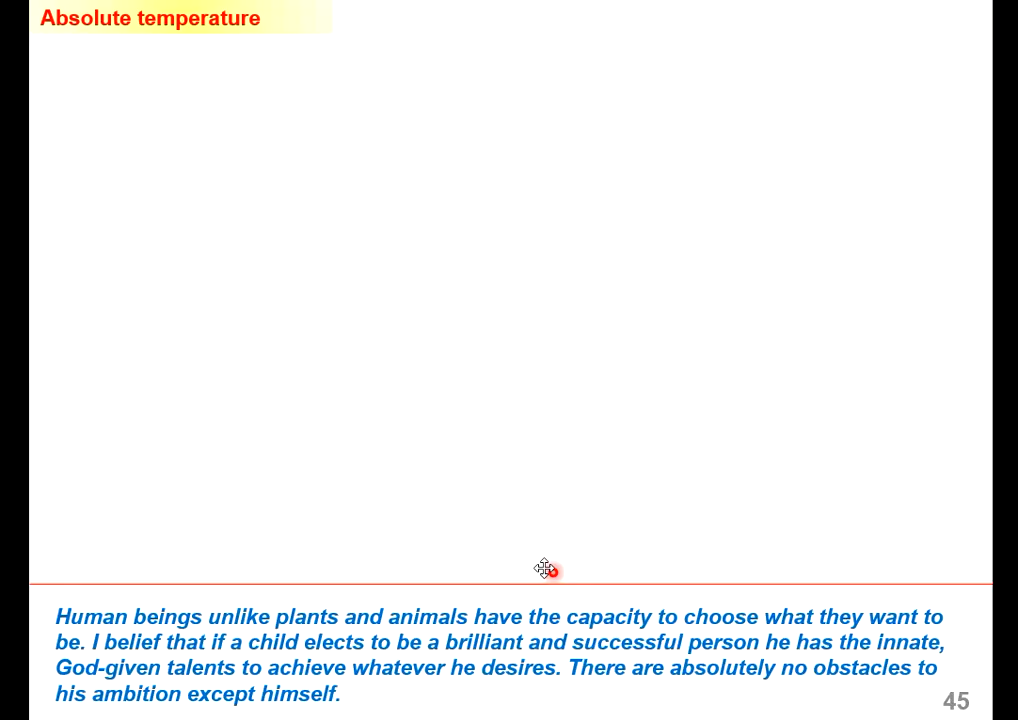 Absolute temperature
Human beings unlike plants and animals have the capacity to choose what they want to
be. I belief that if a child elects to be a brilliant and successful person he has the innate,
God-given talents to achieve whatever he desires. There are absolutely no obstacles to
his ambition except himself.
45